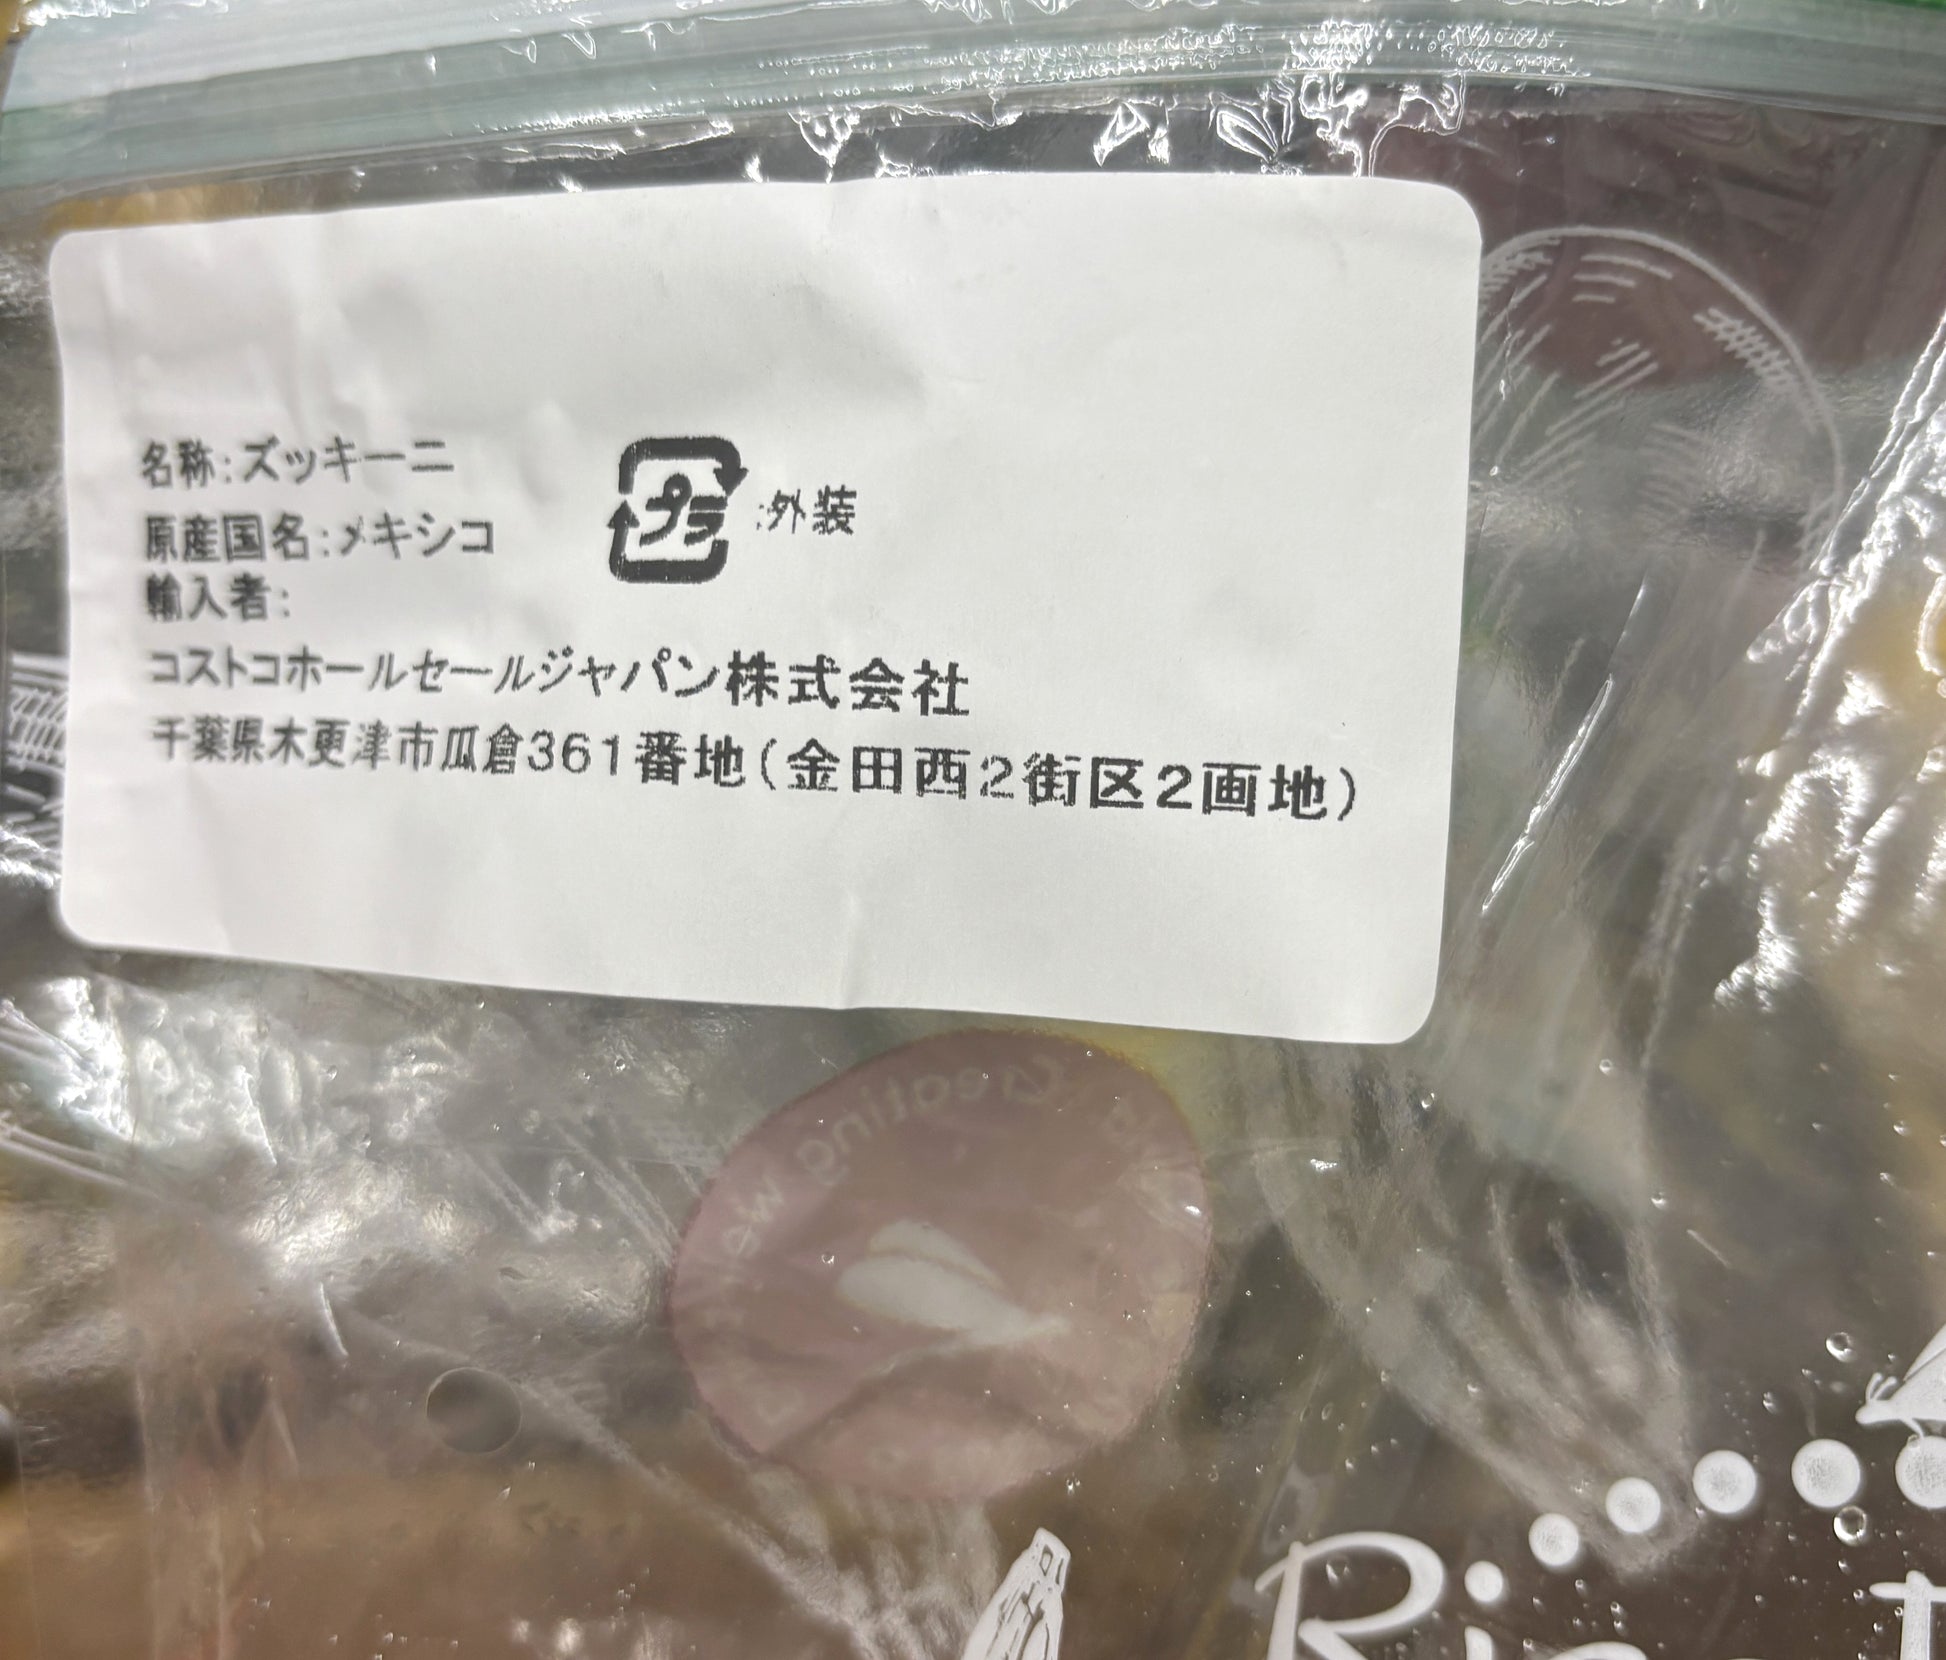 名称:ズッキーニ
原産国名:メキシコ
プラ
:外装
輸入者:
コストコホールセールジャパン株式会社
千葉県木更津市瓜倉361番地(金田西2街区2画地)
Creating